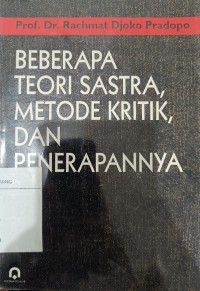 Prof. Dr. Rachmat Djoko Pradopo
BEBERAPA
TEORI SASTRA,
METODE KRITIK,
DAN
PENERAPANNYA